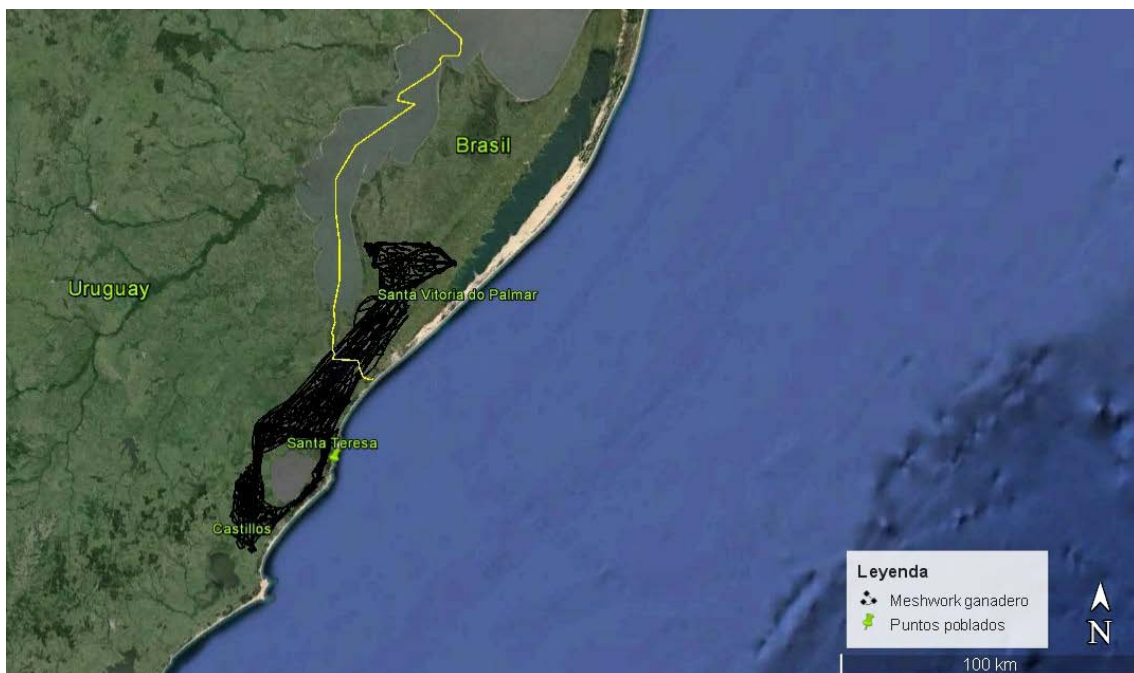 Brasil
Uruguay
Santa Vitoria do Palmar
Santa Teresa
Castillos
Leyenda
Meshwork ganadero
Puntos poblados
N
100 km